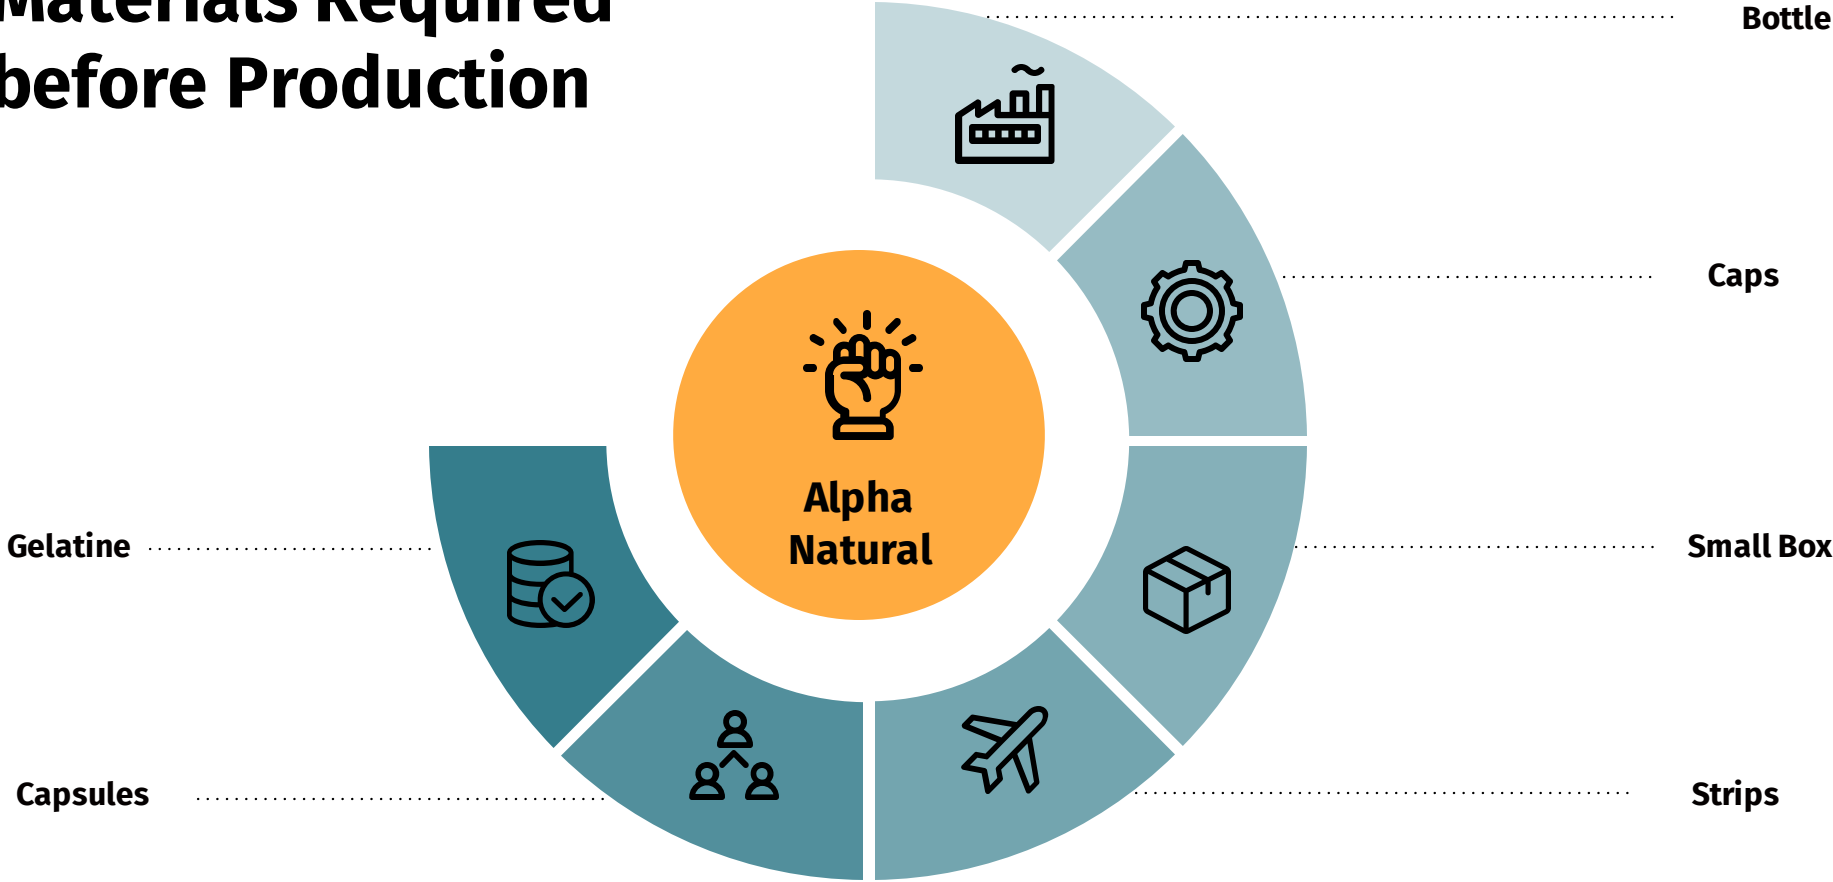 Materials Required
before Production
Bottle
Caps
Alpha
Natural
Gelatine
Small Box
Capsules
Strips